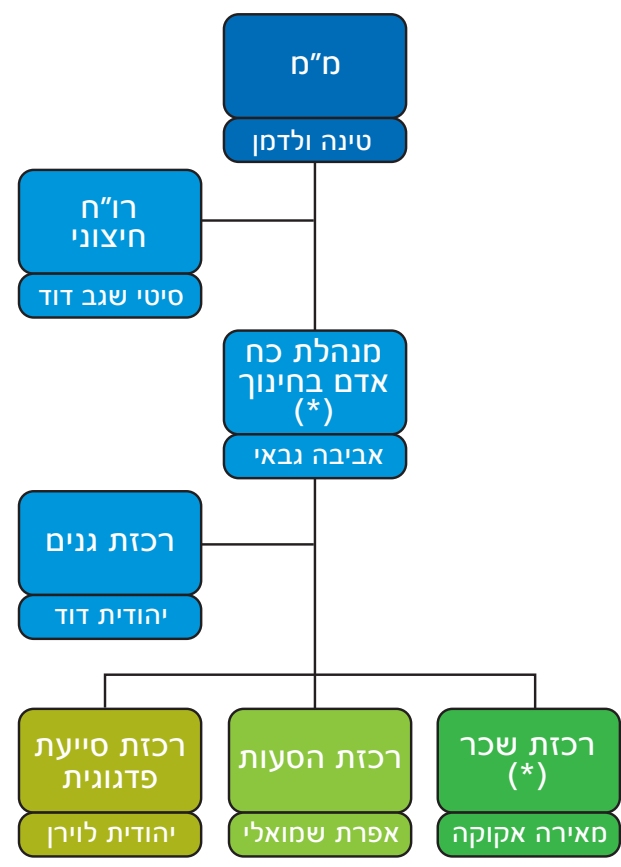 מ"מ
טינה ולדמן
רו"ח
חיצוני
סיטי שגב דוד
מנהלת כח
אדם בחינוך
(*)
אביבה גבאי
רכזת גנים
יהודית דוד
רכזת שכר
(*)
מאירה אקוקה
רכזת הסעות
אפרת שמואלי
רכזת סייעת
פדגוגית
יהודית לוירן